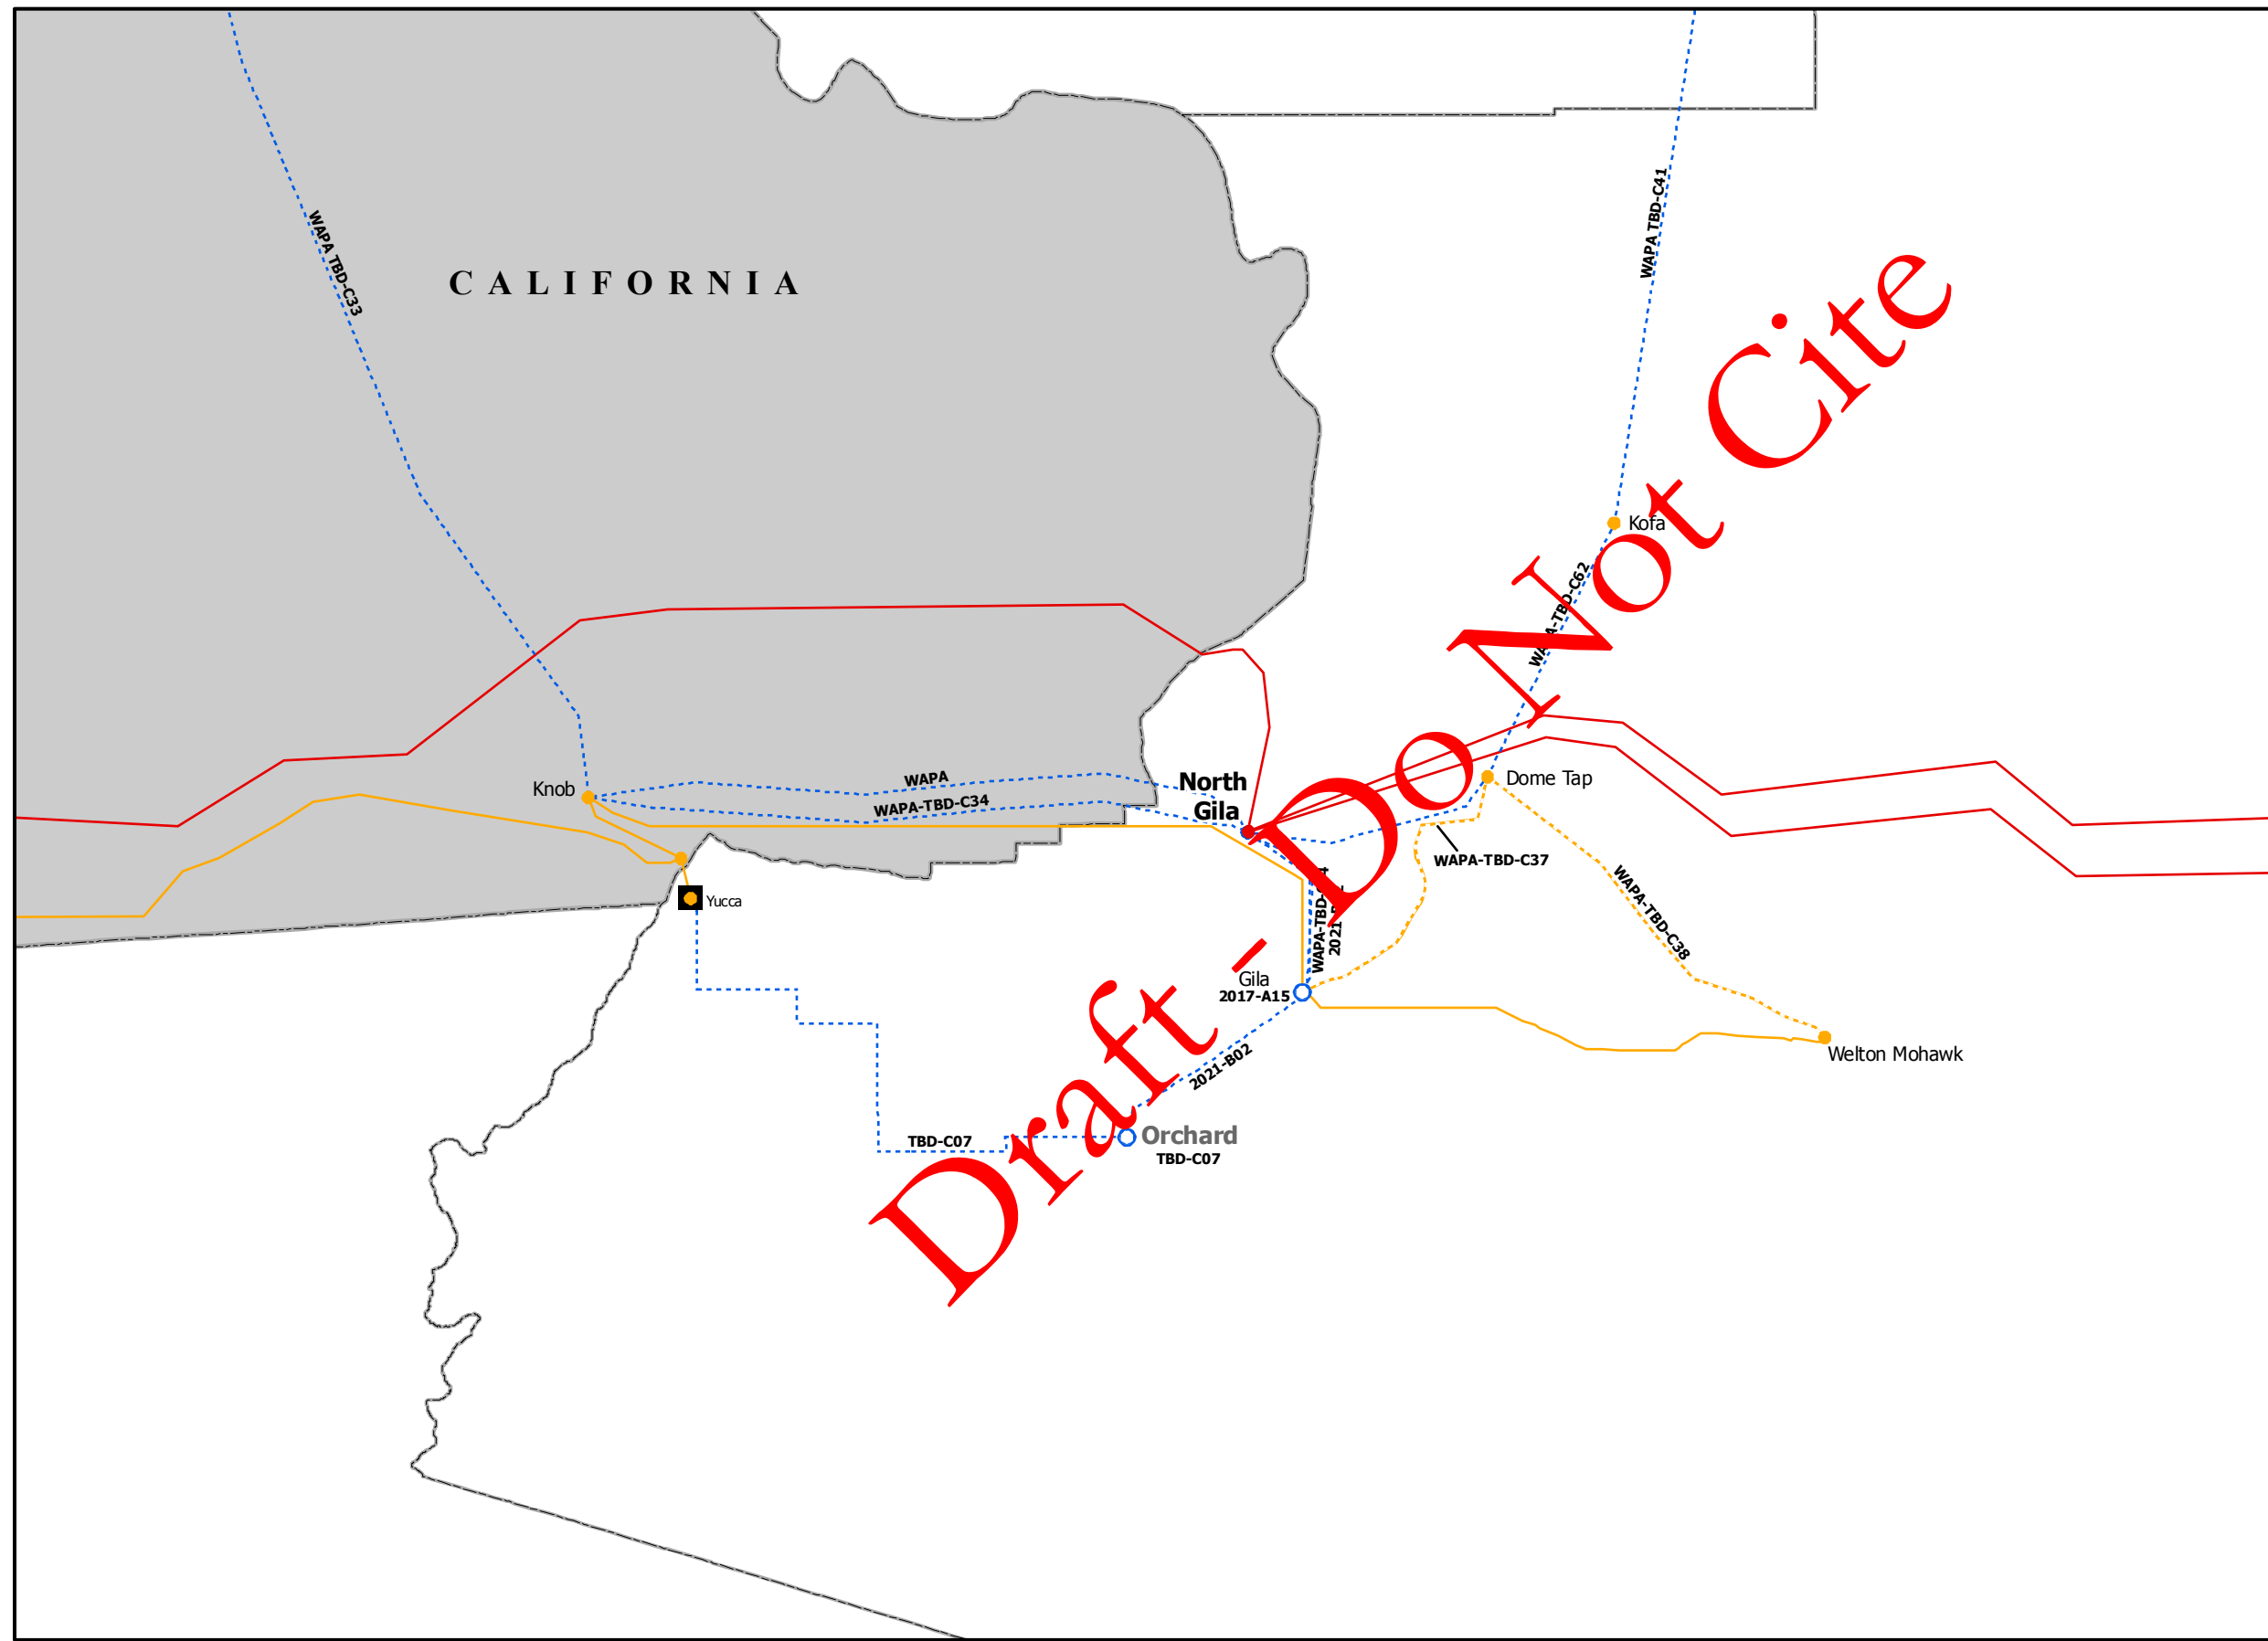 WAPA TBD-C41
WAPA TBD-C33
CALIFORNIA
Draft - Do Not Cite
Kofa
WAPA-TBD-C62
WAPA
North
Gila
Dome Tap
Knob
WAPA-TBD-C34
WAPA-TBD-C37
Yucca
WAPA-TBD-C38
Gila
2017-A15
Welton Mohawk
2021-B02
Orchard
TBD-C07
TBD-C07